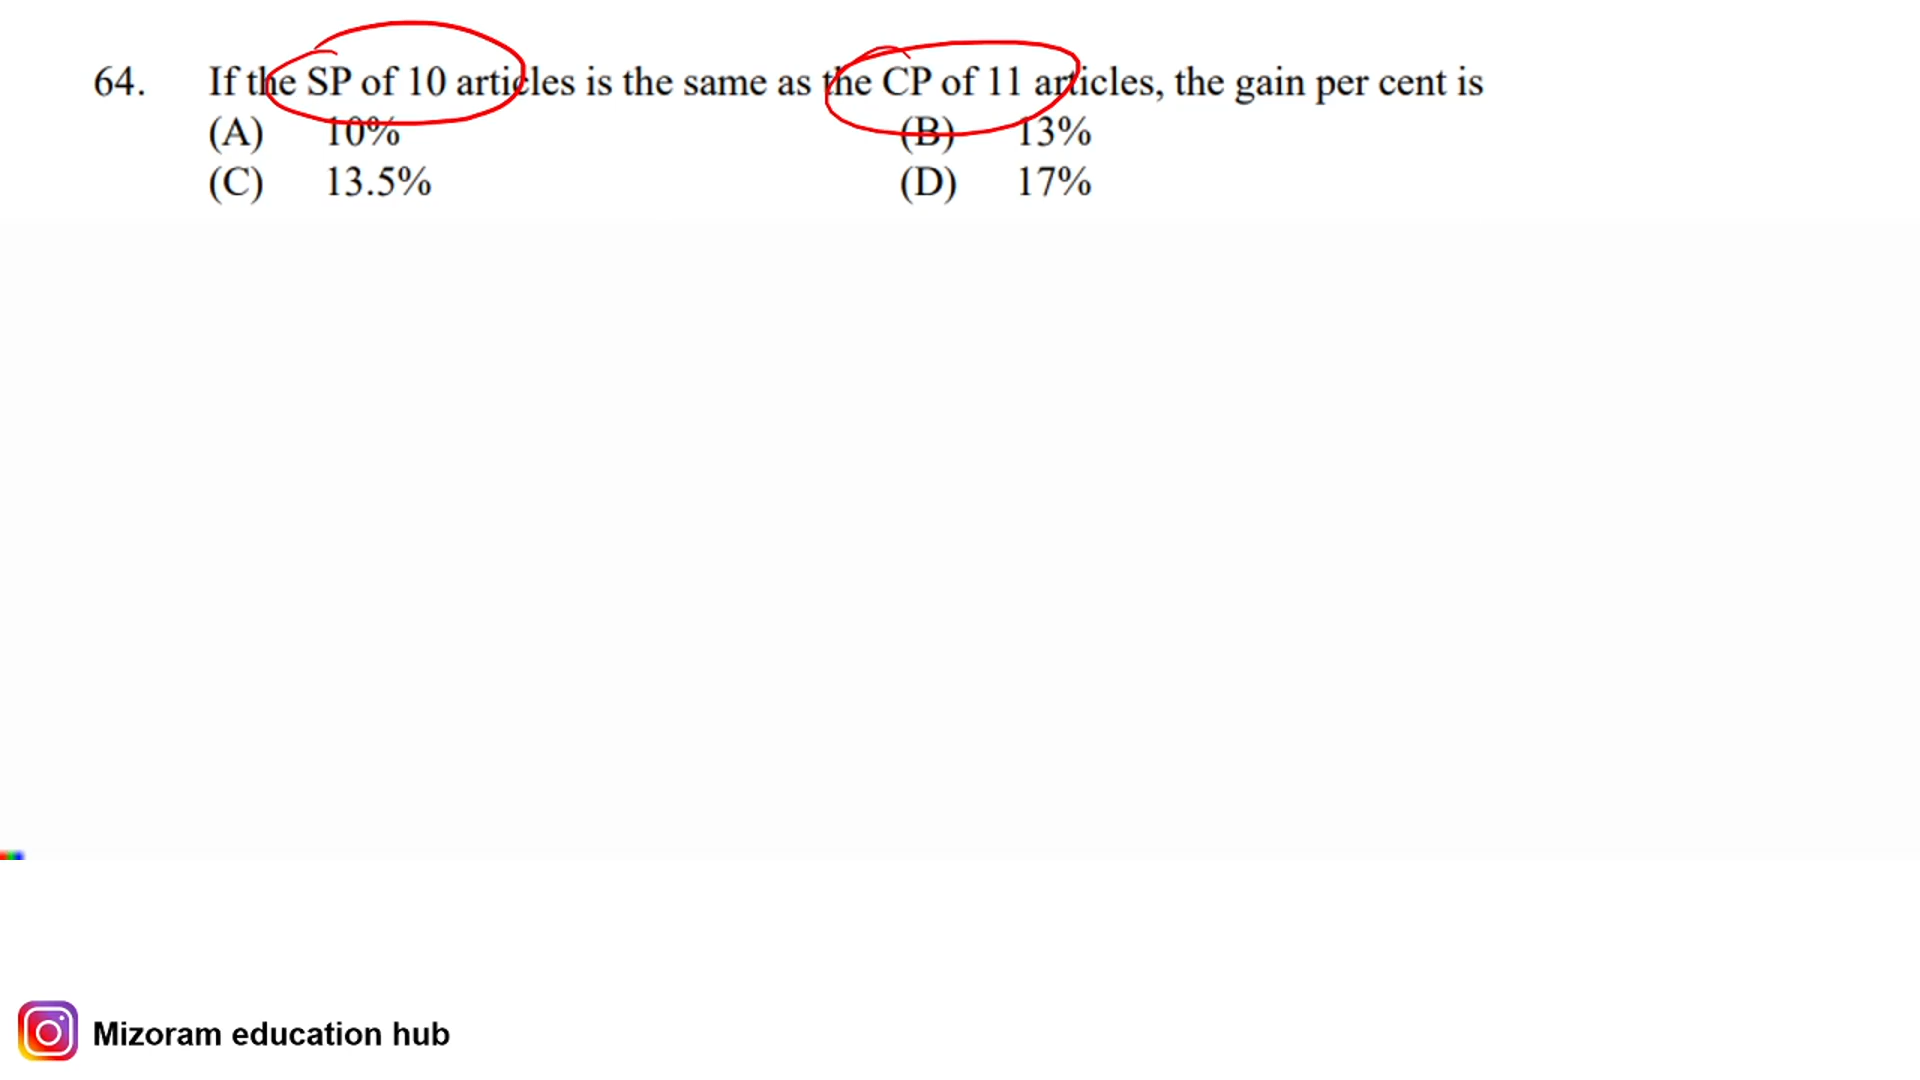 64. If the SP of 10 articles is the same as the CP of 11 articles, the gain per cent is
(A) 10% (B) 13%
(C) 13.5% (D) 17%
Mizoram education hub